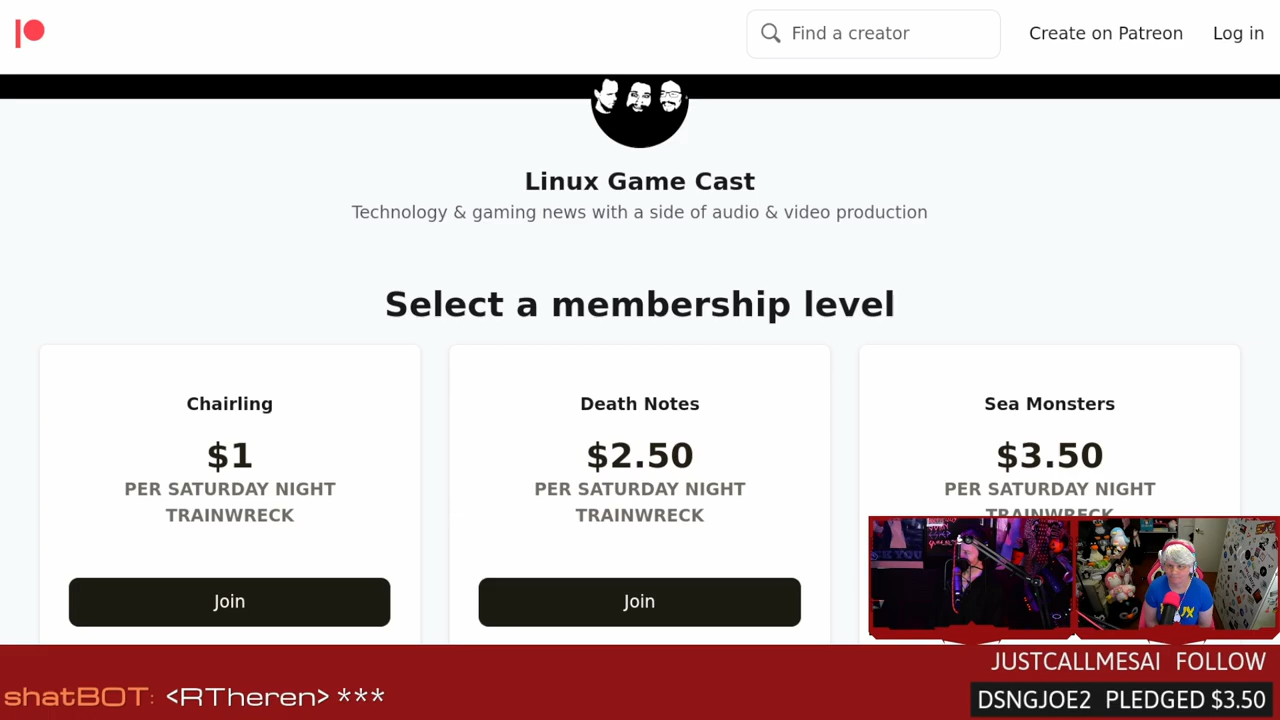 Find a creator
Create on Patreon
Log in
Linux Game Cast
Technology & gaming news with a side of audio & video production
Select a membership level
Chairling
$1
PER SATURDAY NIGHT
TRAINWRECK
Join
Death Notes
$2.50
PER SATURDAY NIGHT
TRAINWRECK
Join
Sea Monsters
$3.50
PER SATURDAY NIGHT
TRAINWRECK
JUSTCALLMESAI FOLLOW
shatBOT: <RTheren> ***
DSNGJOE2 PLEDGED $3.50